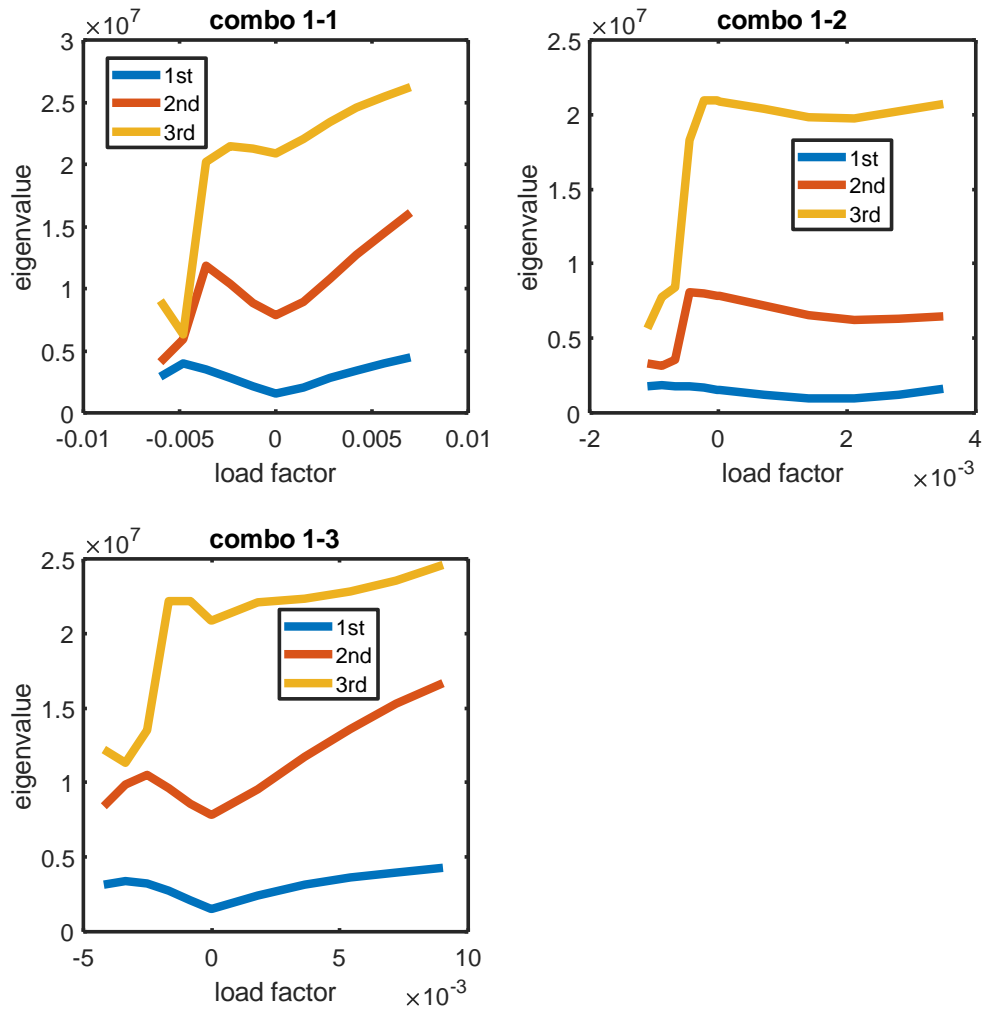 combo 1-1
×10^7
3
2.5
2
1.5
1
0.5
0
eigenvalue
1st
2nd
3rd
-0.01
-0.005
0
0.005
0.01
load factor
combo 1-2
×10^7
2.5
2
1.5
1
0.5
0
eigenvalue
1st
2nd
3rd
-2
0
2
4
load factor
×10^-3
combo 1-3
×10^7
2.5
2
1.5
1
0.5
0
eigenvalue
1st
2nd
3rd
-5
0
5
10
load factor
×10^-3